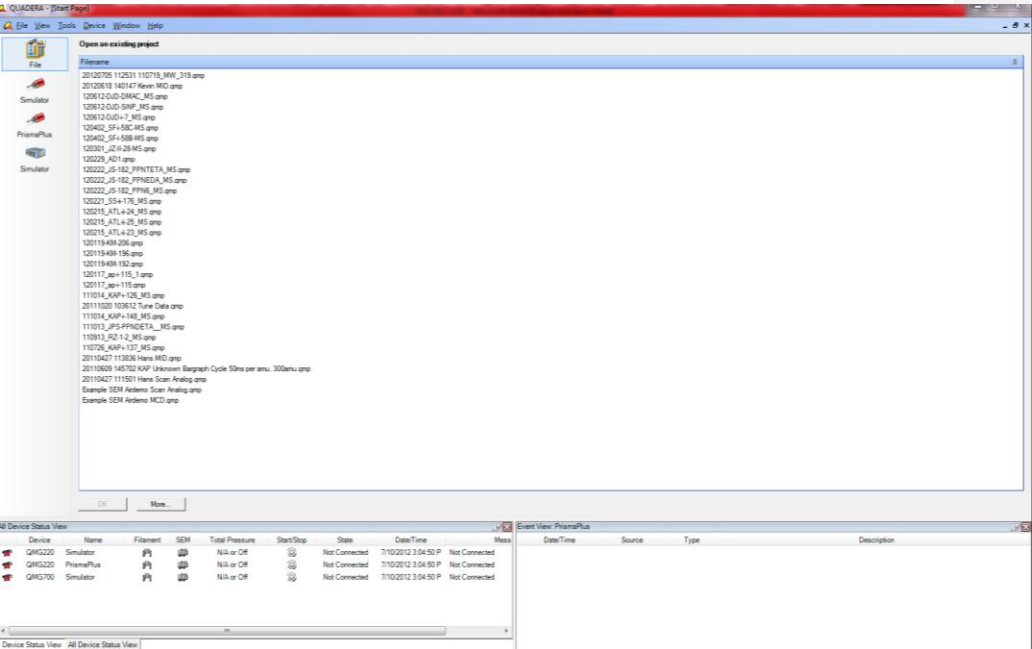 QUADERA - [Start Page]
File View Tools Device Window Help
File
Simulator
PrismaPlus
Simulator
Open an existing project
Filename
20120705 112531 110719_MW_319.qmp
20120618 140147 Kevin MID.qmp
120612-DJD-DMAC_MS.qmp
120612-DJD-SiNP_MS.qmp
120612-DJD+-7_MS.qmp
120402_SF+-58C-MS.qmp
120402_SF+-58B-MS.qmp
120301_JZ-II-28-MS.qmp
120229_AD1.qmp
120222_JS-182_PPNTETA_MS.qmp
120222_JS-182_PPNEDA_MS.qmp
120222_JS-182_PPN6_MS.qmp
120221_SS-I-176_MS.qmp
120215_ATL-I-24_MS.qmp
120215_ATL-I-25_MS.qmp
120215_ATL-I-23_MS.qmp
120119-KM-206.qmp
120119-KM-196.qmp
120119-KM-192.qmp
120117_ap-i-115_1.qmp
120117_ap-i-115.qmp
111014_KAP-I-126_MS.qmp
20111020 103612 Tune Data.qmp
111014_KAP-I-148_MS.qmp
111013_JPS-PPNDETA__MS.qmp
110913_RZ-1-2_MS.qmp
110726_KAP-I-137_MS.qmp
20110427 113836 Hans MID.qmp
20110609 145702 KAP Unknown Bargraph Cycle 50ms per amu, 300amu.qmp
20110427 111501 Hans Scan Analog.qmp
Example SEM Ardemo Scan Analog.qmp
Example SEM Ardemo MCD.qmp
OK More...
All Device Status View
Device Name Filament SEM Total Pressure Start/Stop State Date/Time Mess
QMG220 Simulator N/A or Off Not Connected 7/10/2012 3:04:50 P Not Connected
QMG220 PrismaPlus N/A or Off Not Connected 7/10/2012 3:04:50 P Not Connected
QMG700 Simulator N/A or Off Not Connected 7/10/2012 3:04:50 P Not Connected
Device Status View All Device Status View
Event View: PrismaPlus
Date/Time Source Type Description